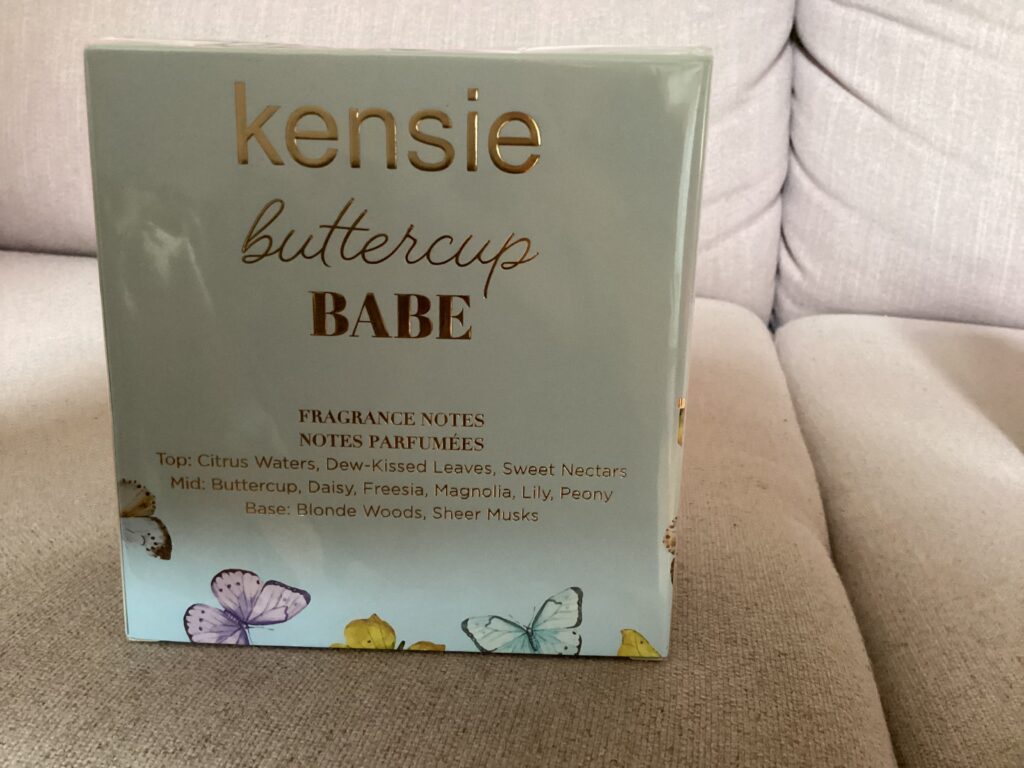 kensie
buttercup
BABE
FRAGRANCE NOTES
NOTES PARFUMÉES
Top: Citrus Waters, Dew-Kissed Leaves, Sweet Nectars
Mid: Buttercup, Daisy, Freesia, Magnolia, Lily, Peony
Base: Blonde Woods, Sheer Musks